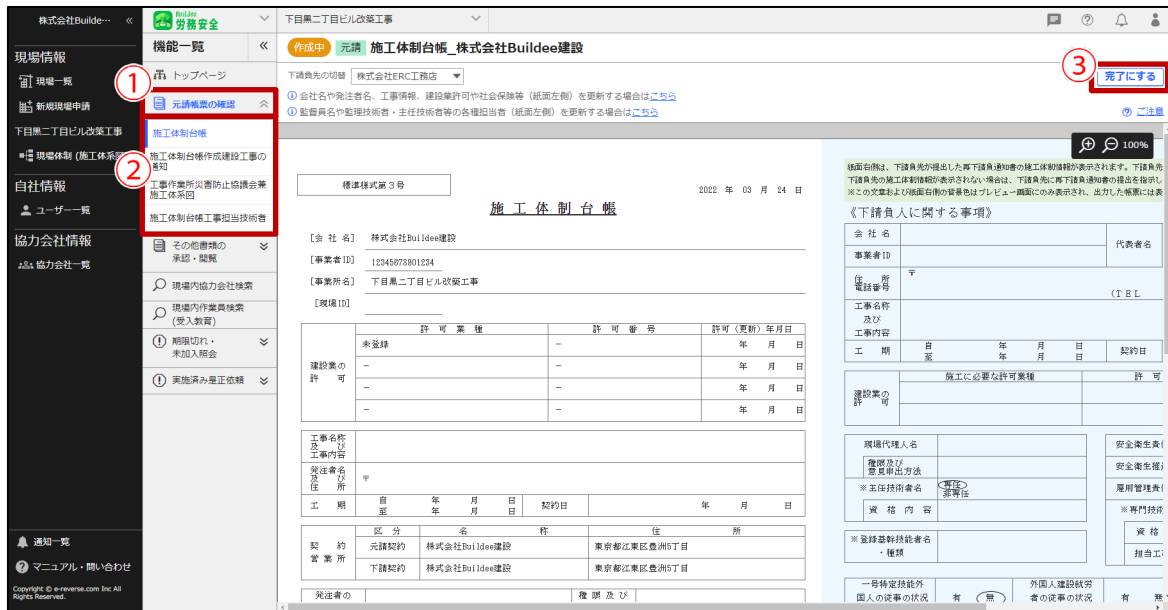 株式会社Builde… «
現場情報
現場一覧
新規現場申請
下目黒二丁目ビル改築工事
現場体制 (施工体系図)
自社情報
ユーザー一覧
協力会社情報
協力会社一覧
通知一覧
マニュアル・問い合わせ
Copyright © e-reverse.com Inc All
Rights Reserved.
Buildee
労務安全
機能一覧 «
トップページ
①
元請帳票の確認
②
施工体制台帳
施工体制台帳作成建設工事の
通知
工事作業所災害防止協議会兼
施工体系図
施工体制台帳工事担当技術者
その他書類の
承認・閲覧
現場内協力会社検索
現場内作業員検索
(受入教育)
期限切れ・
未加入照会
実施済み是正依頼
下目黒二丁目ビル改築工事
作成中 元請 施工体制台帳_株式会社Buildee建設
下請負先の切替 株式会社ERC工務店
③
完了にする
会社名や発注者名、工事情報、建設業許可や社会保険等（紙面左側）を更新する場合はこちら
監督員名や監理技術者・主任技術者等の各種担当者（紙面左側）を更新する場合はこちら
ご注意
100%
標準様式第３号
2022 年 03 月 24 日
施 工 体 制 台 帳
[会 社 名] 株式会社Buildee建設
[事業者ID] 12345678901234
[事業所名] 下目黒二丁目ビル改築工事
[現場ID]
建設業の
許 可
許 可 業 種 許 可 番 号 許可（更新）年月日
未登録 － 年 月 日
－ － 年 月 日
－ － 年 月 日
－ － 年 月 日
工事名称
及 び
工事内容
発注者名
及 び
住 所
〒
工 期 自 年 月 日
至 年 月 日
契約日 年 月 日
契 約
営 業 所
区 分 名 称 住 所
元請契約 株式会社Buildee建設 東京都江東区豊洲5丁目
下請契約 株式会社Buildee建設 東京都江東区豊洲5丁目
発注者の 権 限 及 び
紙面右側は、下請負先が提出した再下請負通知書の施工体制情報が表示されます。下請負先
下請負先の施工体制情報が表示されない場合は、下請負先に再下請負通知書の提出を指示し
※この文章および紙面右側の背景色はプレビュー画面にのみ表示され、出力した帳票には表
《下請負人に関する事項》
会 社 名 代表者名
事業者ID
住 所
電話番号
〒
(TEL
工事名称
及び
工事内容
工 期 自 年 月 日
至 年 月 日
契約日
建設業の
許 可
施工に必要な許可業種 許 可
現場代理人名 安全衛生責
権限及び
意見申出方法
安全衛生推
※主任技術者名 専任
非専任
雇用管理責
資 格 内 容 ※専門技術
資 格
担当工
※登録基幹技能者名
・種類
一号特定技能外
国人の従事の状況 有 無
外国人建設就労
者の従事の状況 有 無